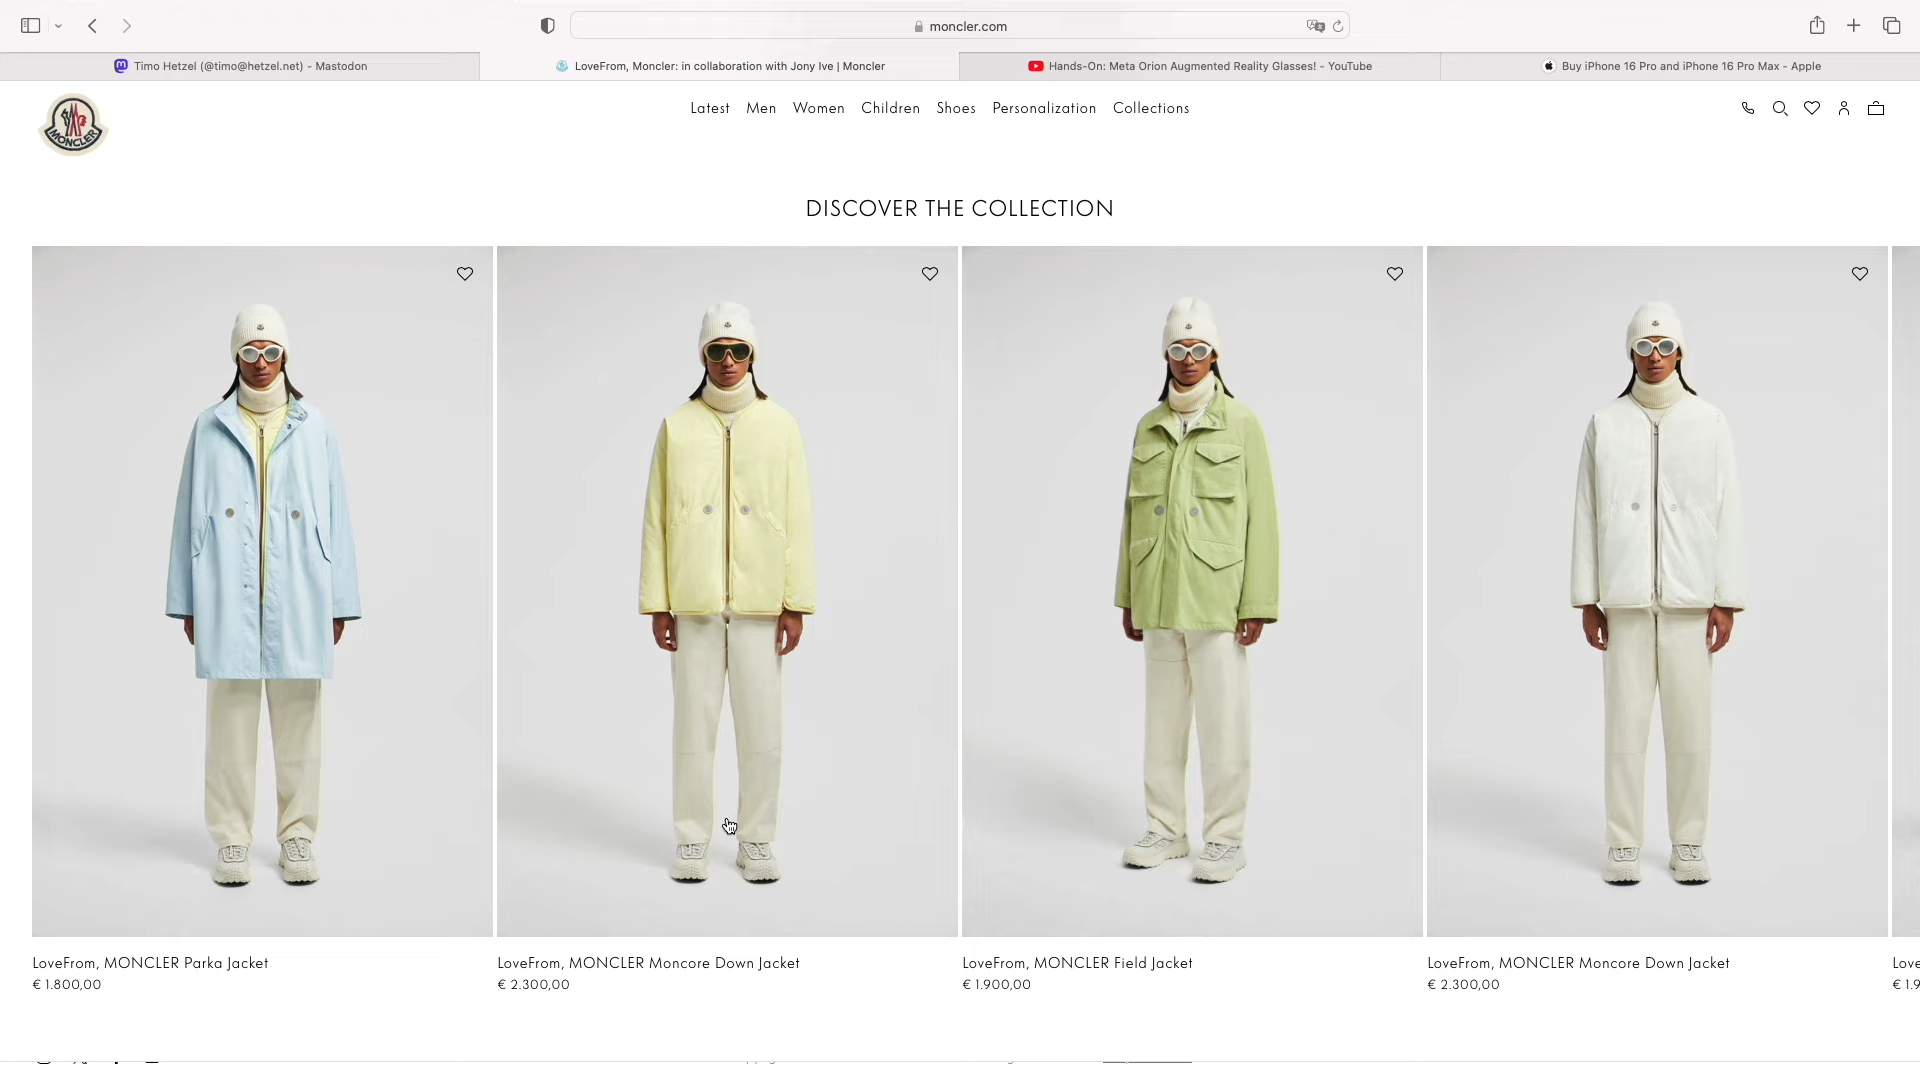 moncler.com
Timo Hetzel (@timo@hetzel.net) - Mastodon
LoveFrom, Moncler: in collaboration with Jony Ive | Moncler
Hands-On: Meta Orion Augmented Reality Glasses! - YouTube
Buy iPhone 16 Pro and iPhone 16 Pro Max - Apple
MONCLER
Latest Men Women Children Shoes Personalization Collections
DISCOVER THE COLLECTION
LoveFrom, MONCLER Parka Jacket
€ 1.800,00
LoveFrom, MONCLER Moncore Down Jacket
€ 2.300,00
LoveFrom, MONCLER Field Jacket
€ 1.900,00
LoveFrom, MONCLER Moncore Down Jacket
€ 2.300,00
Love
€ 1.9